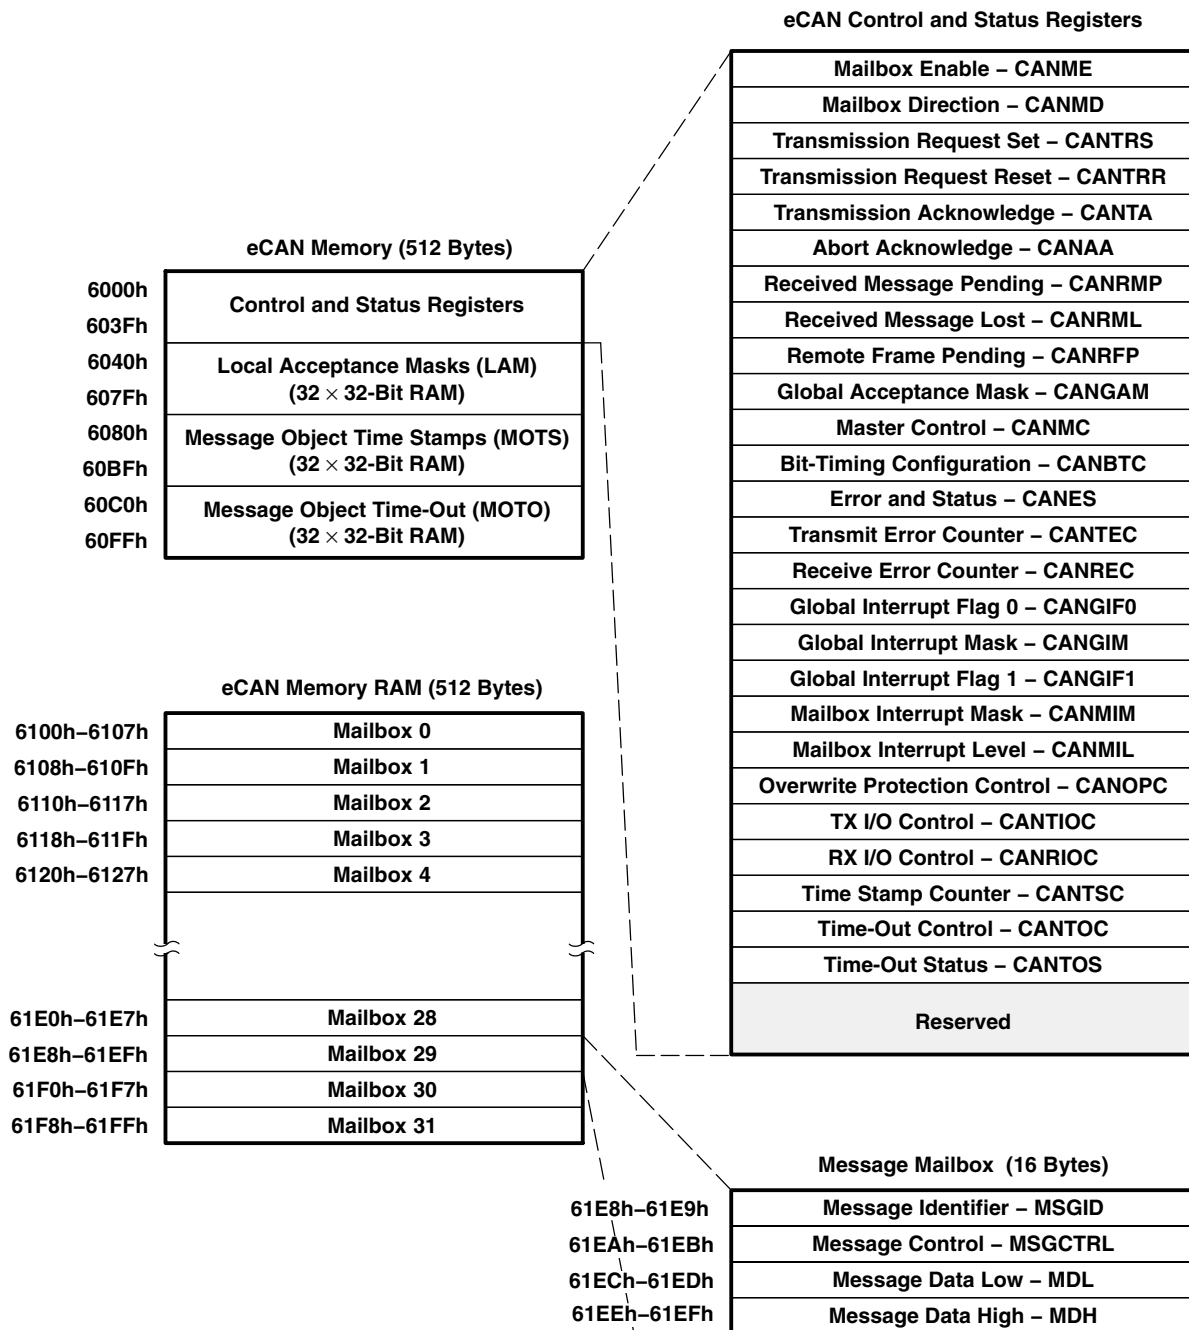 eCAN Control and Status Registers
Mailbox Enable – CANME
Mailbox Direction – CANMD
Transmission Request Set – CANTRS
Transmission Request Reset – CANTRR
Transmission Acknowledge – CANTA
Abort Acknowledge – CANAA
Received Message Pending – CANRMP
Received Message Lost – CANRML
Remote Frame Pending – CANRFP
Global Acceptance Mask – CANGAM
Master Control – CANMC
Bit-Timing Configuration – CANBTC
Error and Status – CANES
Transmit Error Counter – CANTEC
Receive Error Counter – CANREC
Global Interrupt Flag 0 – CANGIF0
Global Interrupt Mask – CANGIM
Global Interrupt Flag 1 – CANGIF1
Mailbox Interrupt Mask – CANMIM
Mailbox Interrupt Level – CANMIL
Overwrite Protection Control – CANOPC
TX I/O Control – CANTIOC
RX I/O Control – CANRIOC
Time Stamp Counter – CANTSC
Time-Out Control – CANTOC
Time-Out Status – CANTOS
Reserved
eCAN Memory (512 Bytes)
6000h
Control and Status Registers
603Fh
6040h
Local Acceptance Masks (LAM)
(32 × 32-Bit RAM)
607Fh
6080h
Message Object Time Stamps (MOTS)
(32 × 32-Bit RAM)
60BFh
60C0h
Message Object Time-Out (MOTO)
(32 × 32-Bit RAM)
60FFh
eCAN Memory RAM (512 Bytes)
6100h–6107h Mailbox 0
6108h–610Fh Mailbox 1
6110h–6117h Mailbox 2
6118h–611Fh Mailbox 3
6120h–6127h Mailbox 4
61E0h–61E7h Mailbox 28
61E8h–61EFh Mailbox 29
61F0h–61F7h Mailbox 30
61F8h–61FFh Mailbox 31
Message Mailbox (16 Bytes)
61E8h–61E9h Message Identifier – MSGID
61EAh–61EBh Message Control – MSGCTRL
61ECh–61EDh Message Data Low – MDL
61EEh–61EFh Message Data High – MDH